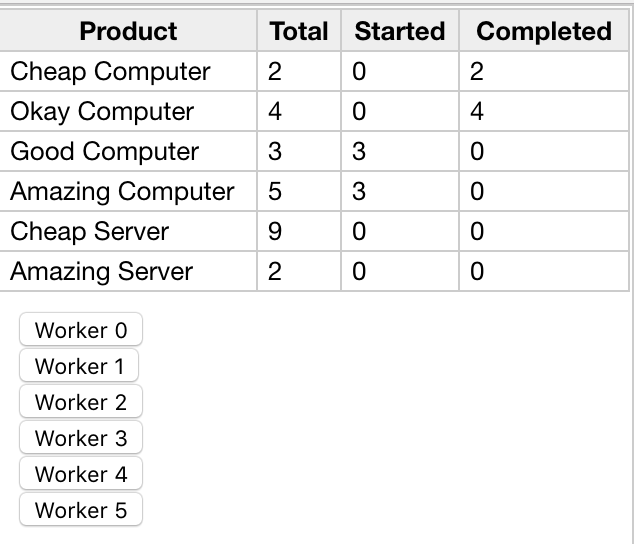 Product Total Started Completed
Cheap Computer 2 0 2
Okay Computer 4 0 4
Good Computer 3 3 0
Amazing Computer 5 3 0
Cheap Server 9 0 0
Amazing Server 2 0 0
Worker 0
Worker 1
Worker 2
Worker 3
Worker 4
Worker 5